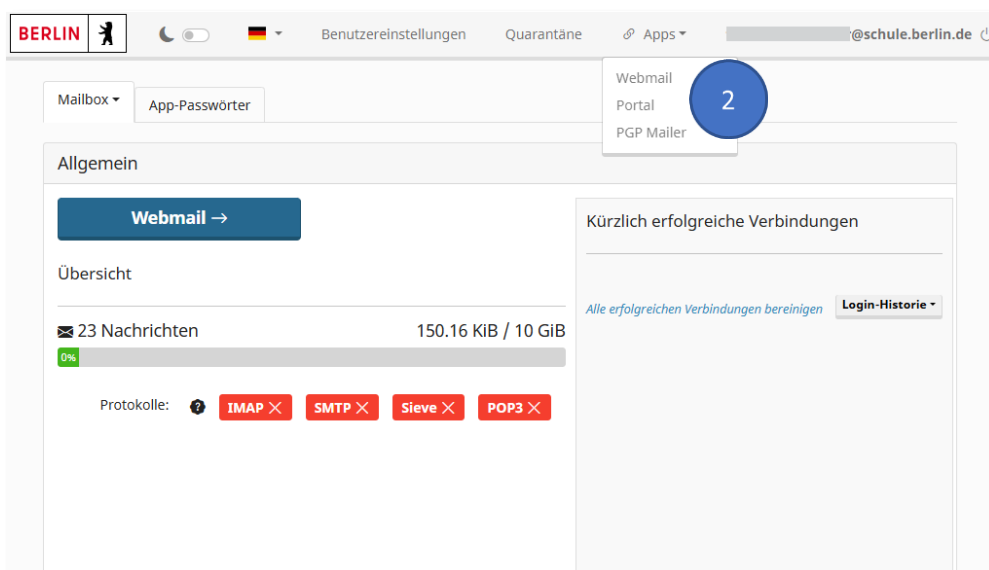 BERLIN
Benutzereinstellungen Quarantäne Apps @schule.berlin.de
Webmail
Portal
PGP Mailer
2
Mailbox App-Passwörter
Allgemein
Webmail →
Kürzlich erfolgreiche Verbindungen
Übersicht
Alle erfolgreichen Verbindungen bereinigen Login-Historie
23 Nachrichten 150.16 KiB / 10 GiB
0%
Protokolle: ? IMAP SMTP Sieve POP3